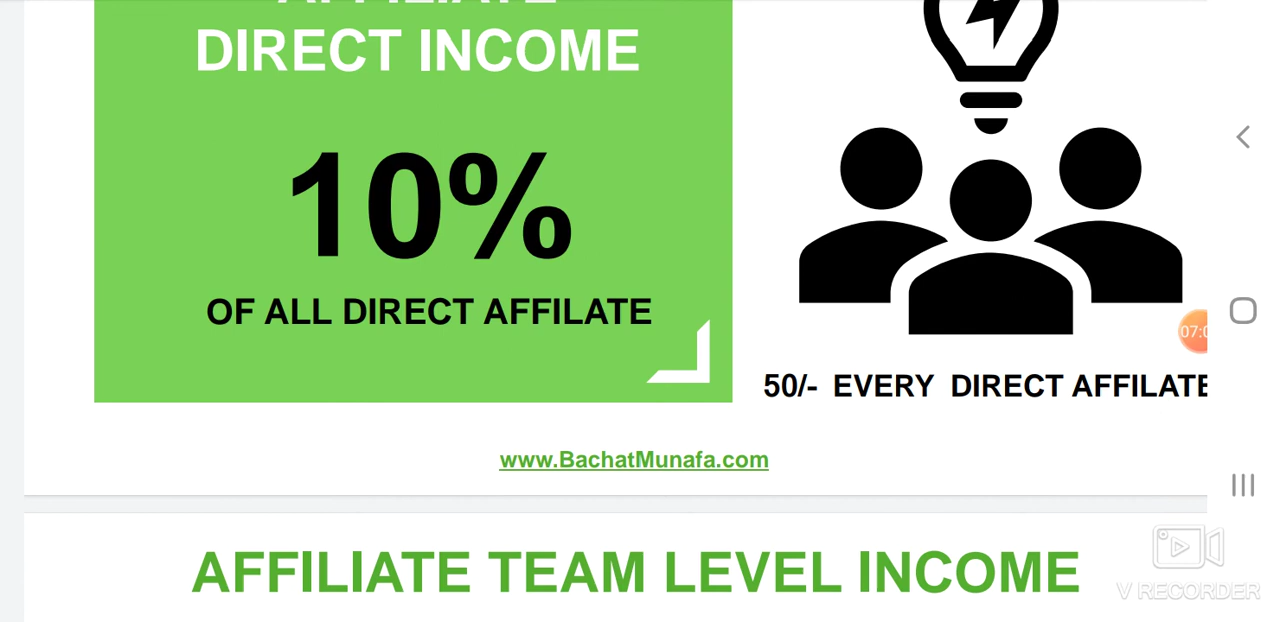 AFFILIATE
DIRECT INCOME
10%
OF ALL DIRECT AFFILATE
50/- EVERY DIRECT AFFILATE
www.BachatMunafa.com
AFFILIATE TEAM LEVEL INCOME
V RECORDER